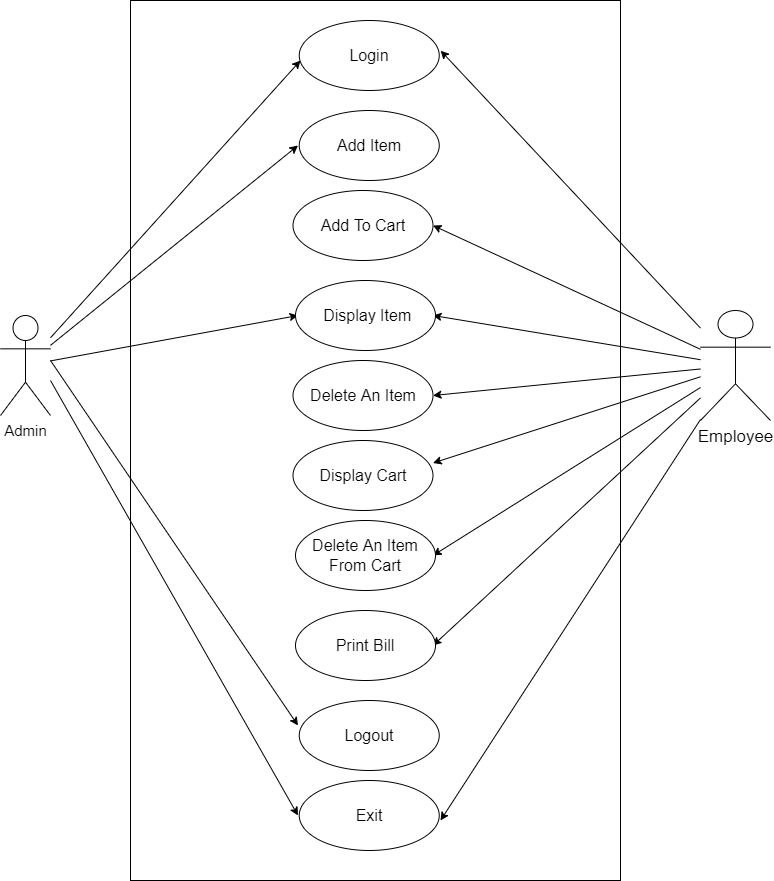 Login
Add Item
Add To Cart
Display Item
Delete An Item
Admin
Employee
Display Cart
Delete An Item
From Cart
Print Bill
Logout
Exit